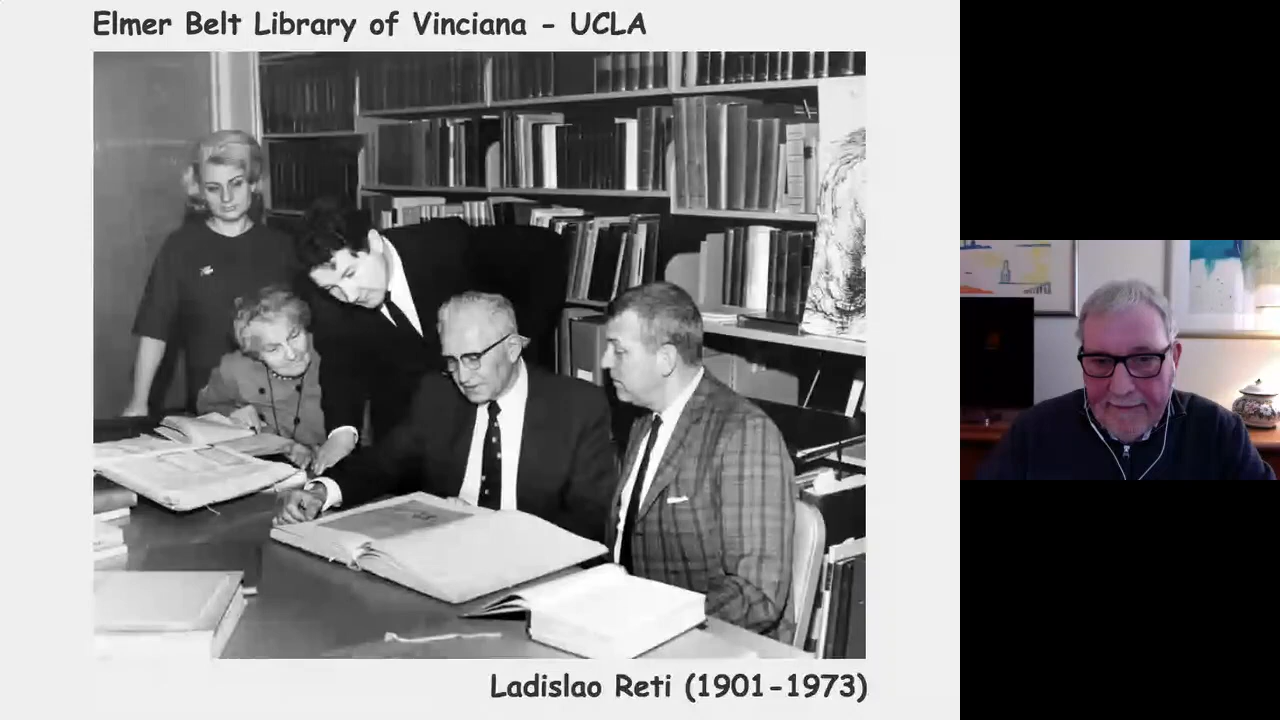 Elmer Belt Library of Vinciana - UCLA
Ladislao Reti (1901-1973)